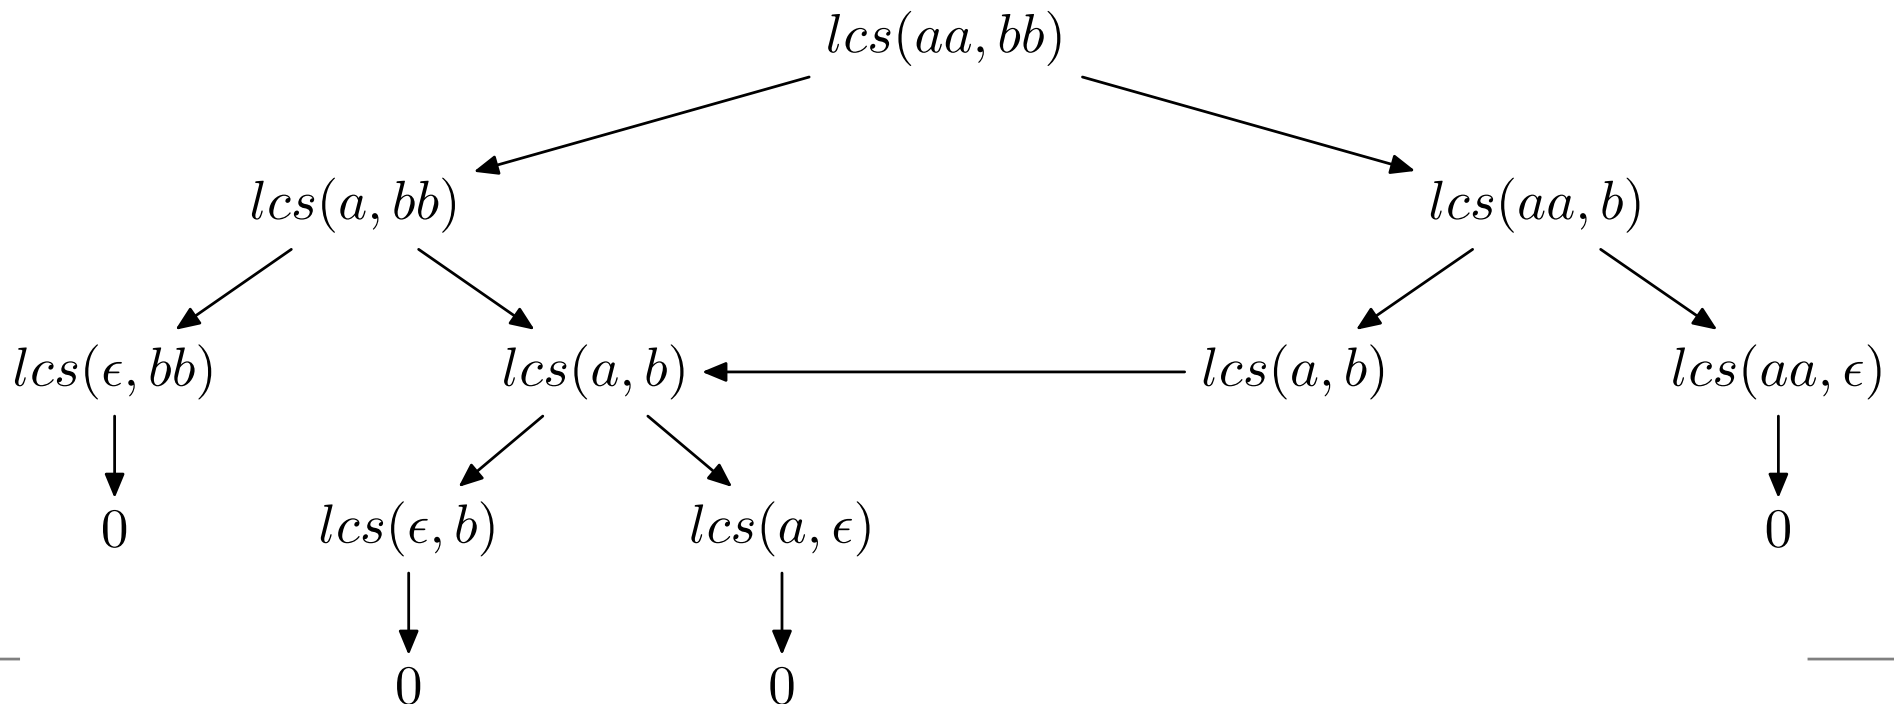 lcs(aa, bb)
lcs(a, bb) lcs(aa, b)
lcs(ϵ, bb) lcs(a, b) lcs(a, b) lcs(aa, ϵ)
0 lcs(ϵ, b) lcs(a, ϵ) 0
0 0